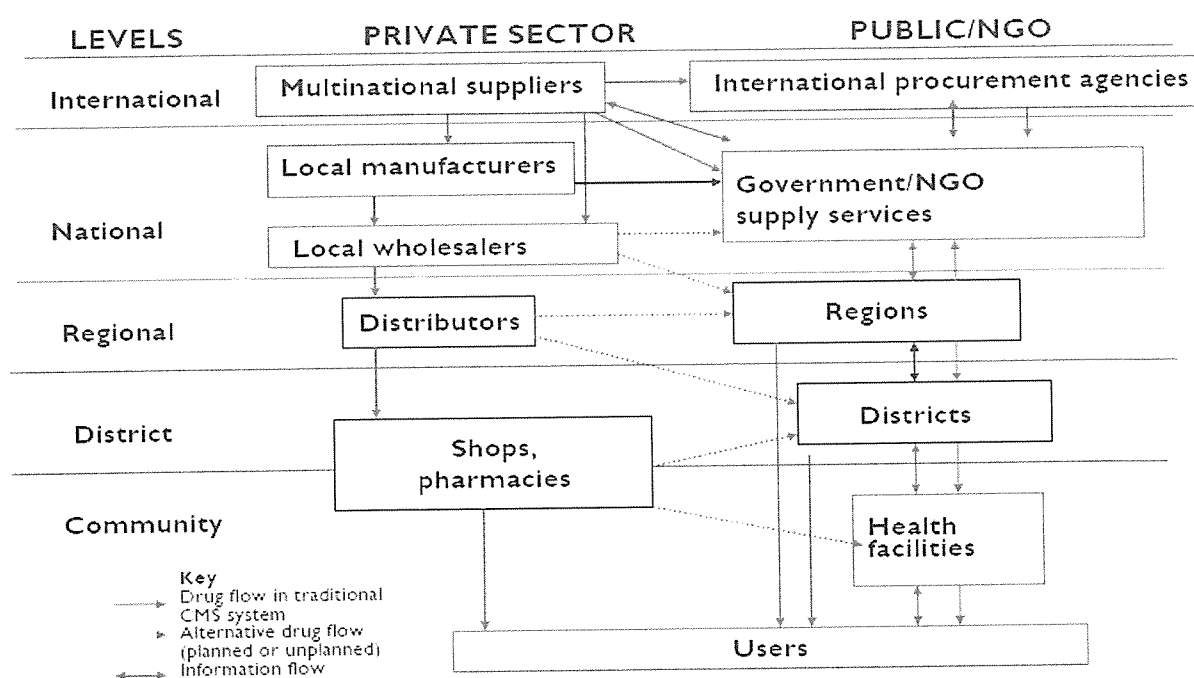 LEVELS PRIVATE SECTOR PUBLIC/NGO
International Multinational suppliers International procurement agencies
Local manufacturers
Government/NGO
supply services
National
Local wholesalers
Regional Distributors Regions
Districts
District
Shops,
pharmacies
Community
Health
facilities
Key
Drug flow in traditional
CMS system
Alternative drug flow
(planned or unplanned)
Information flow
Users